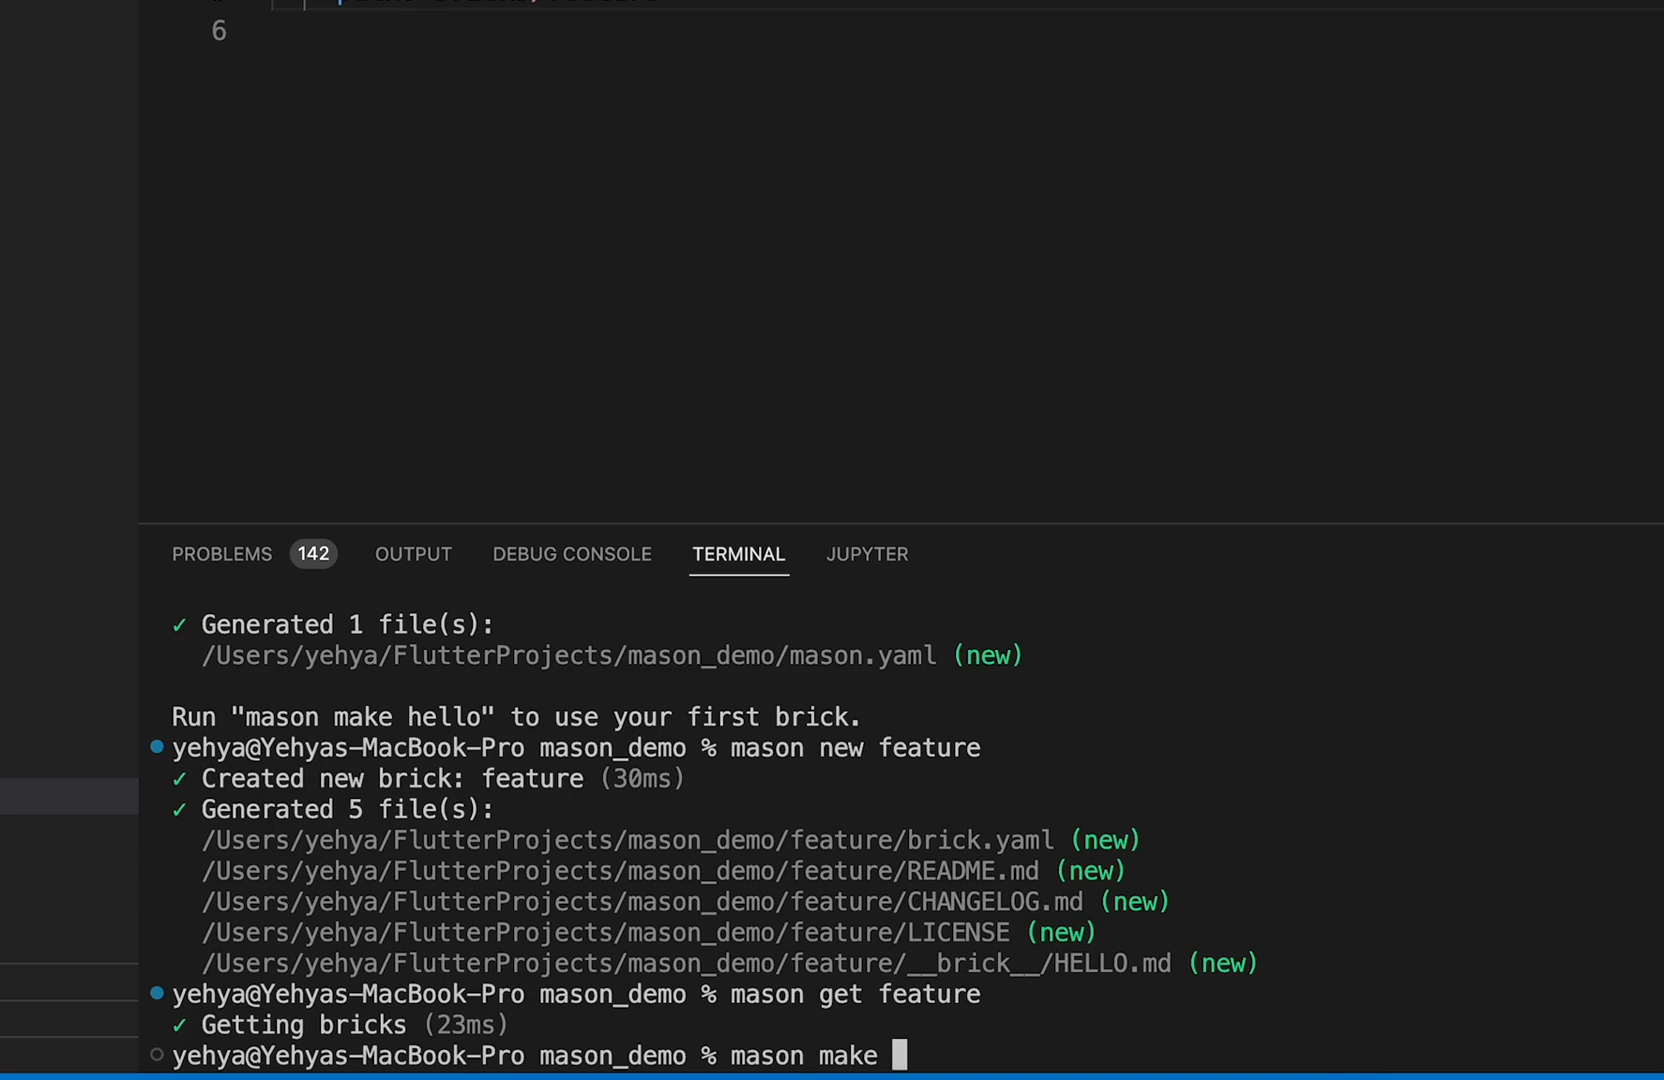 6
PROBLEMS 142 OUTPUT DEBUG CONSOLE TERMINAL JUPYTER
✓ Generated 1 file(s):
/Users/yehya/FlutterProjects/mason_demo/mason.yaml (new)
Run "mason make hello" to use your first brick.
yehya@Yehyas-MacBook-Pro mason_demo % mason new feature
✓ Created new brick: feature (30ms)
✓ Generated 5 file(s):
/Users/yehya/FlutterProjects/mason_demo/feature/brick.yaml (new)
/Users/yehya/FlutterProjects/mason_demo/feature/README.md (new)
/Users/yehya/FlutterProjects/mason_demo/feature/CHANGELOG.md (new)
/Users/yehya/FlutterProjects/mason_demo/feature/LICENSE (new)
/Users/yehya/FlutterProjects/mason_demo/feature/__brick__/HELLO.md (new)
yehya@Yehyas-MacBook-Pro mason_demo % mason get feature
✓ Getting bricks (23ms)
yehya@Yehyas-MacBook-Pro mason_demo % mason make